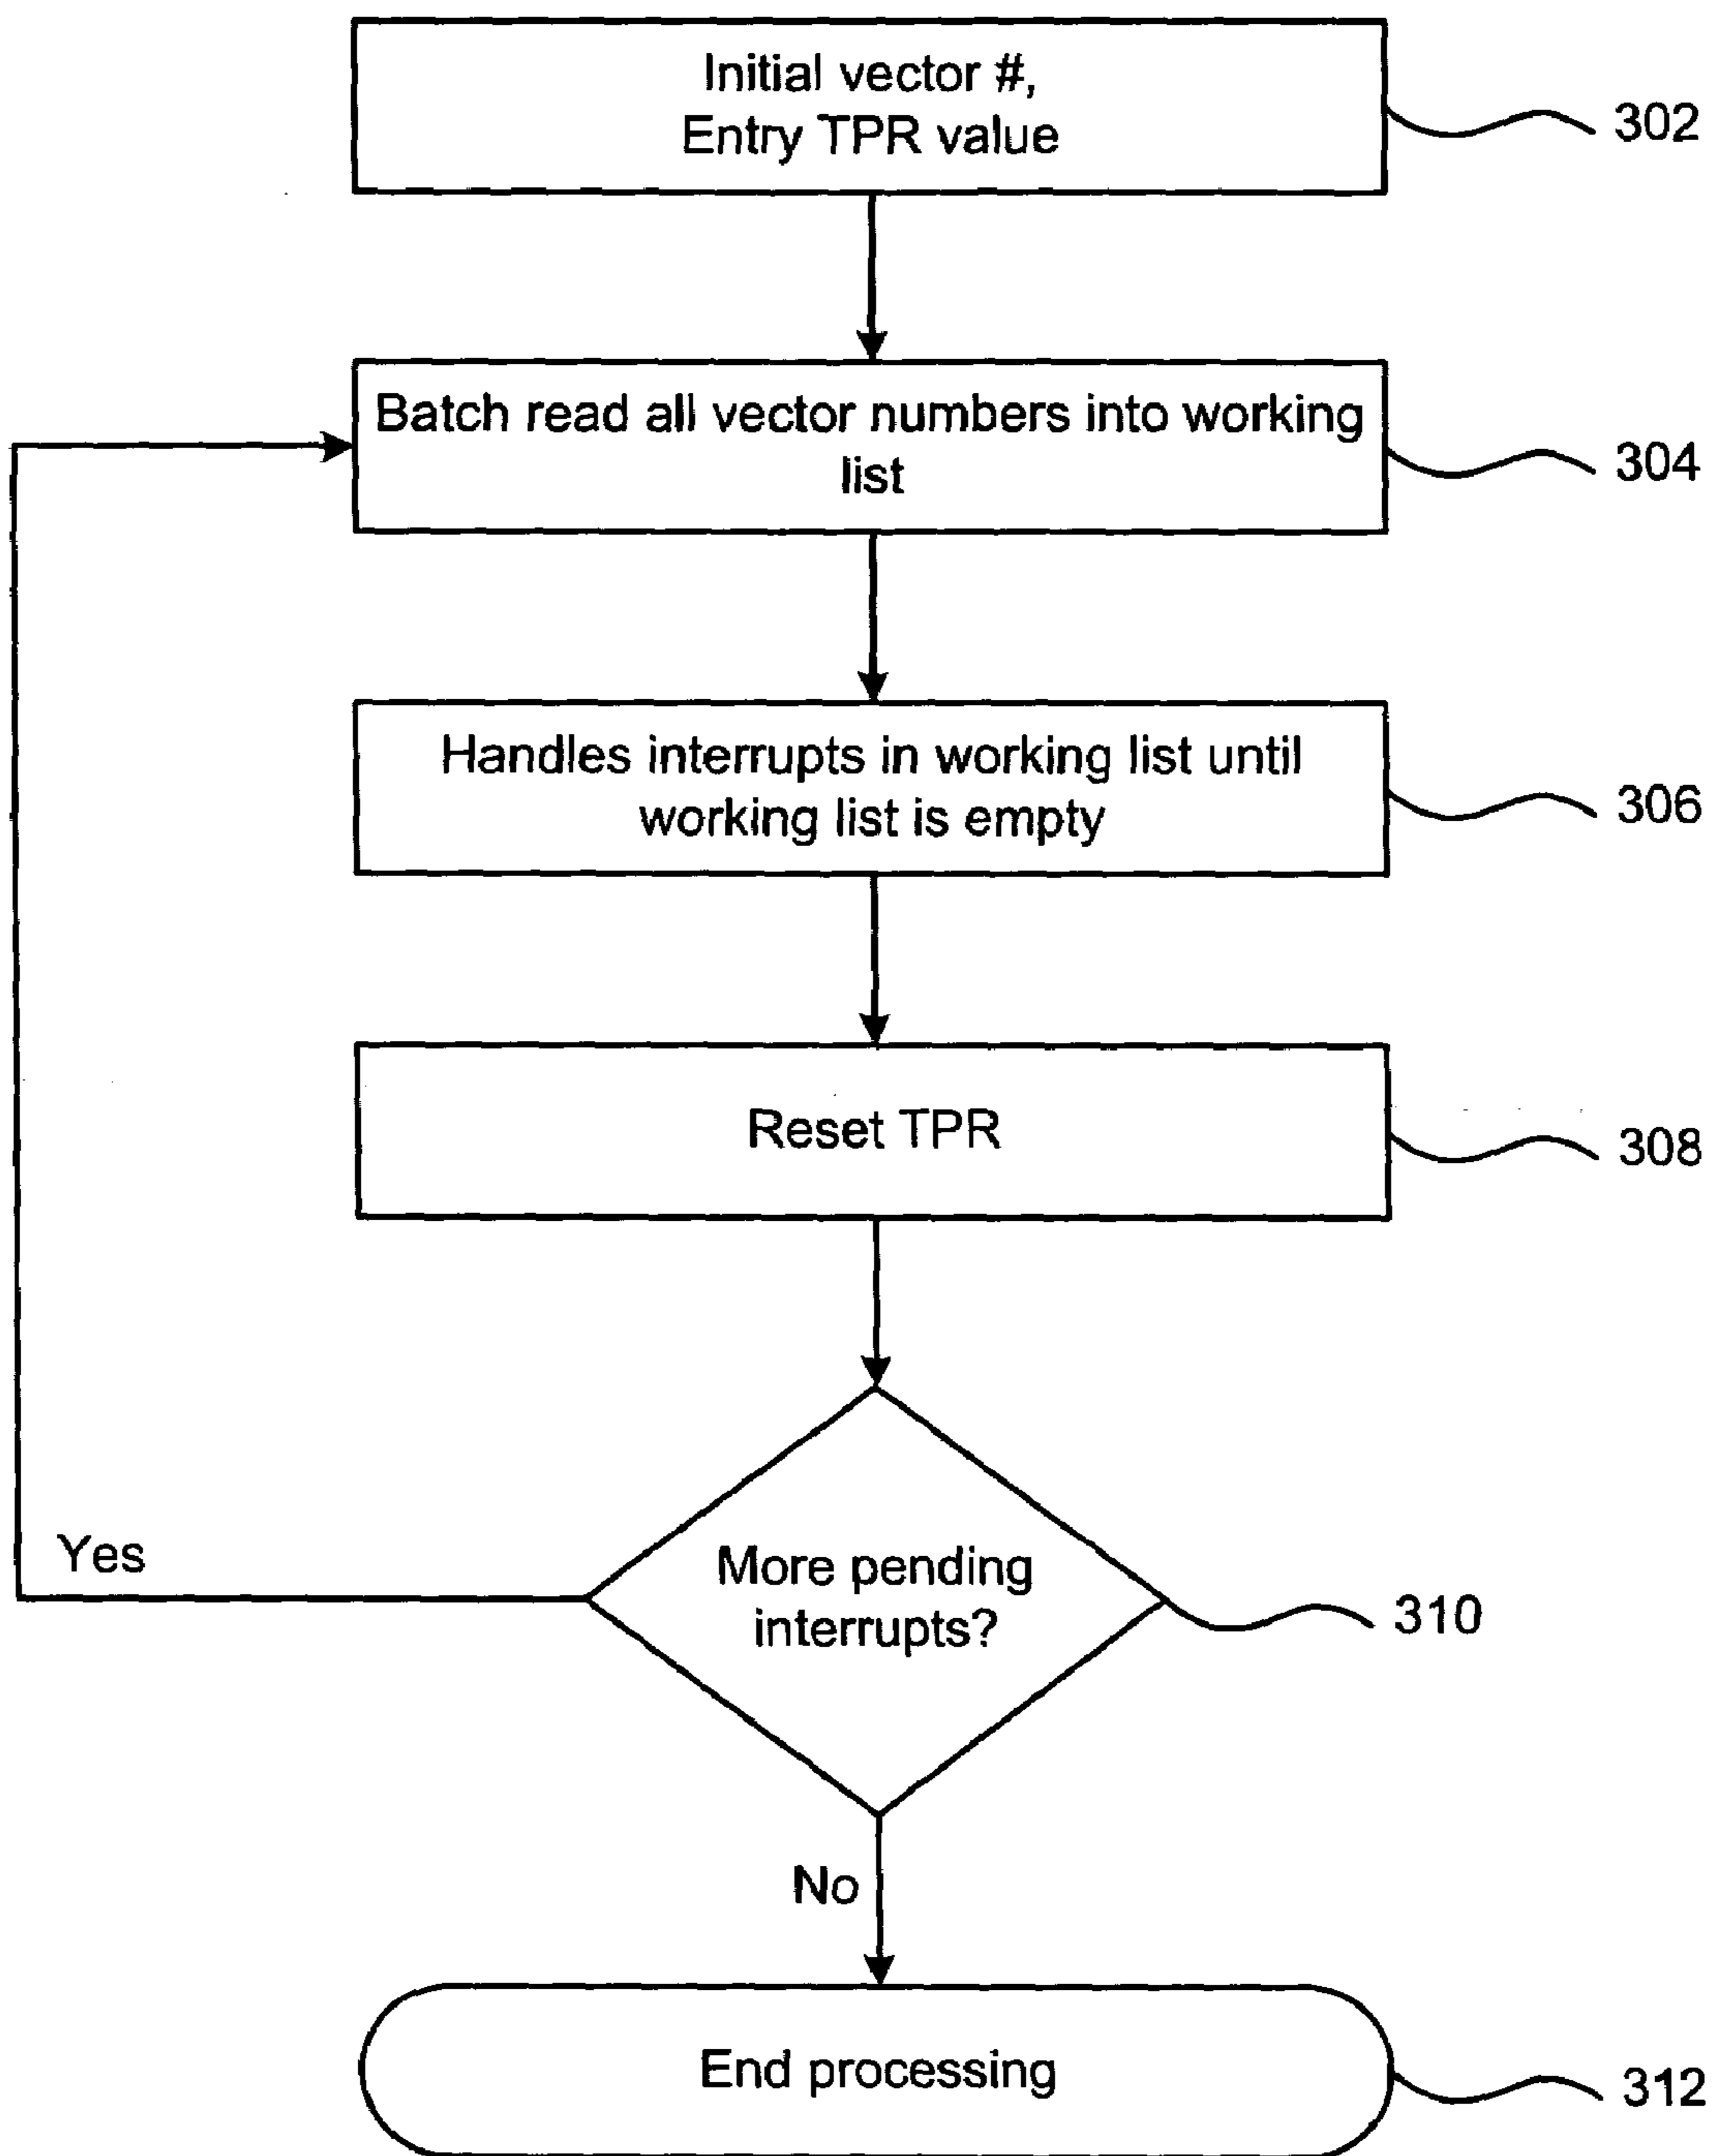 Initial vector #,
Entry TPR value
302
Batch read all vector numbers into working
list
304
Handles interrupts in working list until
working list is empty
306
Reset TPR
308
Yes
More pending
interrupts?
310
No
End processing
312